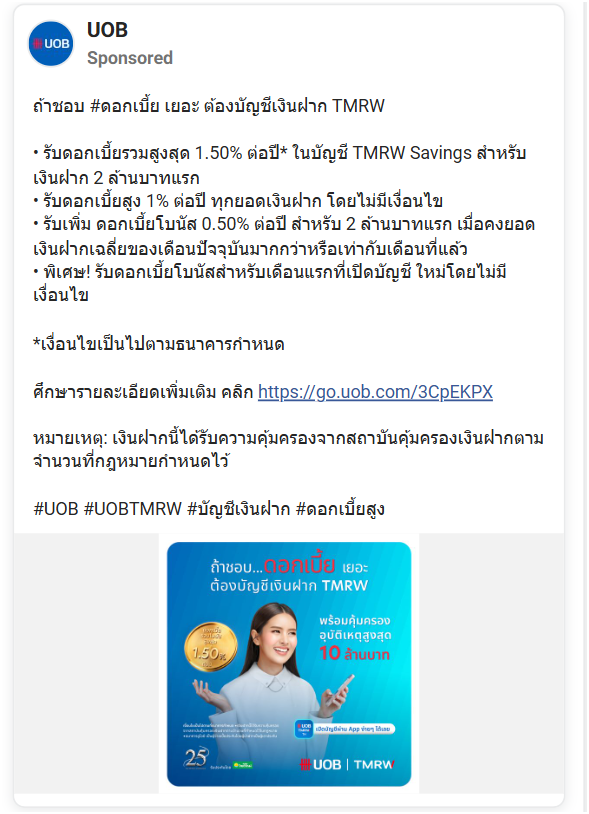 UOB
UOB
Sponsored
ถ้าชอบ #ดอกเบี้ย เยอะ ต้องบัญชีเงินฝาก TMRW
• รับดอกเบี้ยรวมสูงสุด 1.50% ต่อปี* ในบัญชี TMRW Savings สำหรับ
เงินฝาก 2 ล้านบาทแรก
• รับดอกเบี้ยสูง 1% ต่อปี ทุกยอดเงินฝาก โดยไม่มีเงื่อนไข
• รับเพิ่ม ดอกเบี้ยโบนัส 0.50% ต่อปี สำหรับ 2 ล้านบาทแรก เมื่อคงยอด
เงินฝากเฉลี่ยของเดือนปัจจุบันมากกว่าหรือเท่ากับเดือนที่แล้ว
• พิเศษ! รับดอกเบี้ยโบนัสสำหรับเดือนแรกที่เปิดบัญชี ใหม่โดยไม่มี
เงื่อนไข
*เงื่อนไขเป็นไปตามธนาคารกำหนด
ศึกษารายละเอียดเพิ่มเติม คลิก https://go.uob.com/3CpEKPX
หมายเหตุ: เงินฝากนี้ได้รับความคุ้มครองจากสถาบันคุ้มครองเงินฝากตาม
จำนวนที่กฎหมายกำหนดไว้
#UOB #UOBTMRW #บัญชีเงินฝาก #ดอกเบี้ยสูง
ถ้าชอบ...ดอกเบี้ย เยอะ
ต้องบัญชีเงินฝาก TMRW
พร้อมคุ้มครอง
อุบัติเหตุสูงสุด
10 ล้านบาท
1.50%
UOB
เปิดบัญชีผ่าน App ง่ายๆ ได้เลย
25
UOB | TMRW